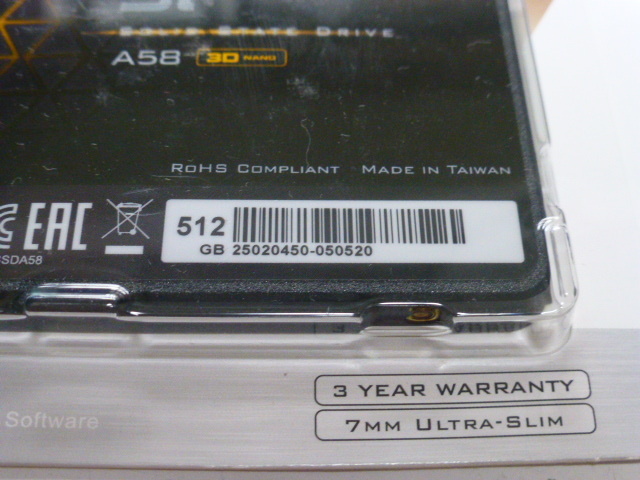 SOLID STATE DRIVE
A58 3D NAND
RoHS COMPLIANT MADE IN TAIWAN
EAC
512
GB 25020450-050520
SSDA58
3 YEAR WARRANTY
Software
7MM ULTRA-SLIM